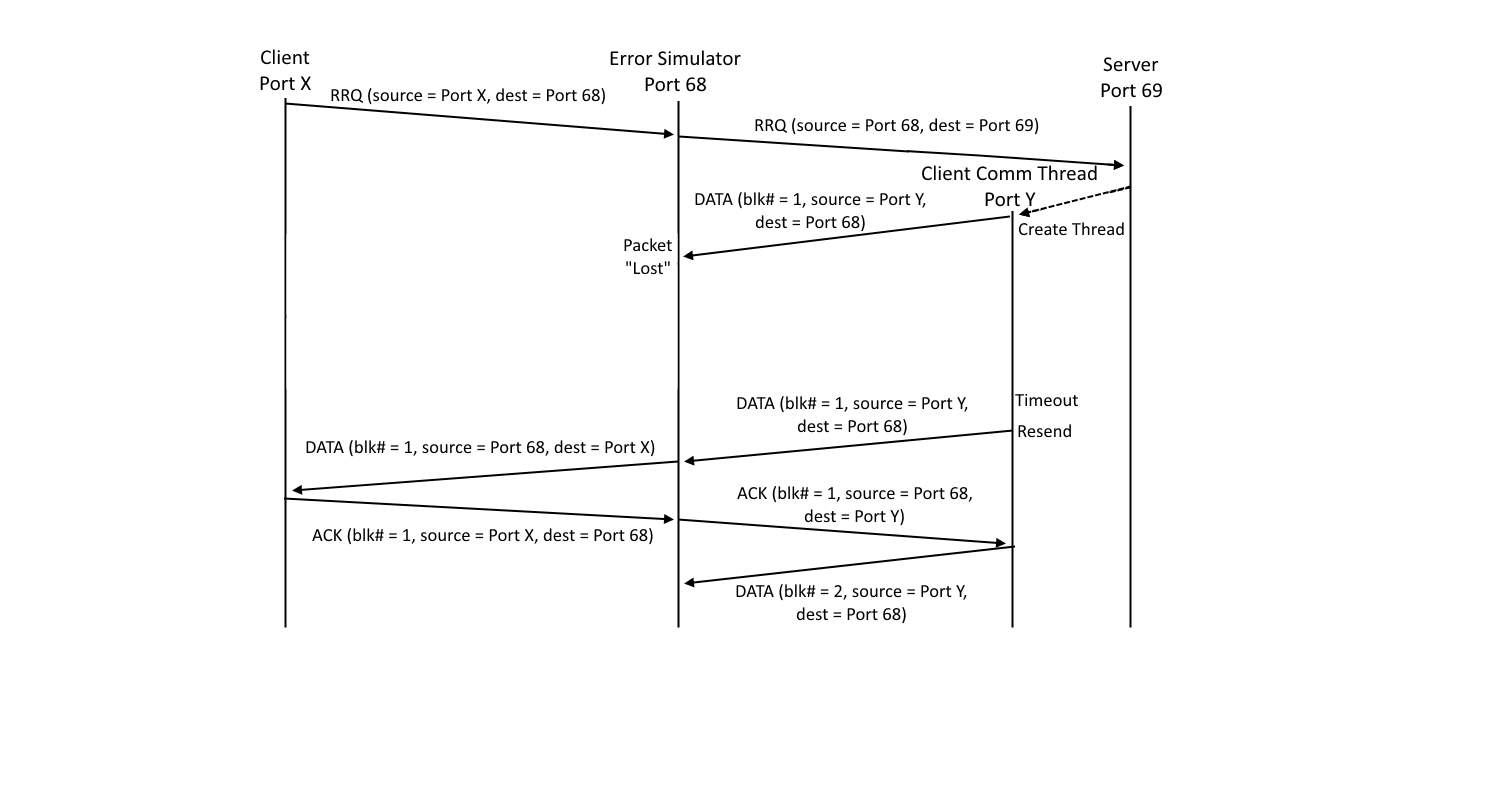 Client
Port X
Error Simulator
Port 68
Server
Port 69
RRQ (source = Port X, dest = Port 68)
RRQ (source = Port 68, dest = Port 69)
Client Comm Thread
Port Y
DATA (blk# = 1, source = Port Y,
dest = Port 68)
Create Thread
Packet
"Lost"
Timeout
DATA (blk# = 1, source = Port Y,
dest = Port 68)
Resend
DATA (blk# = 1, source = Port 68, dest = Port X)
ACK (blk# = 1, source = Port 68,
dest = Port Y)
ACK (blk# = 1, source = Port X, dest = Port 68)
DATA (blk# = 2, source = Port Y,
dest = Port 68)